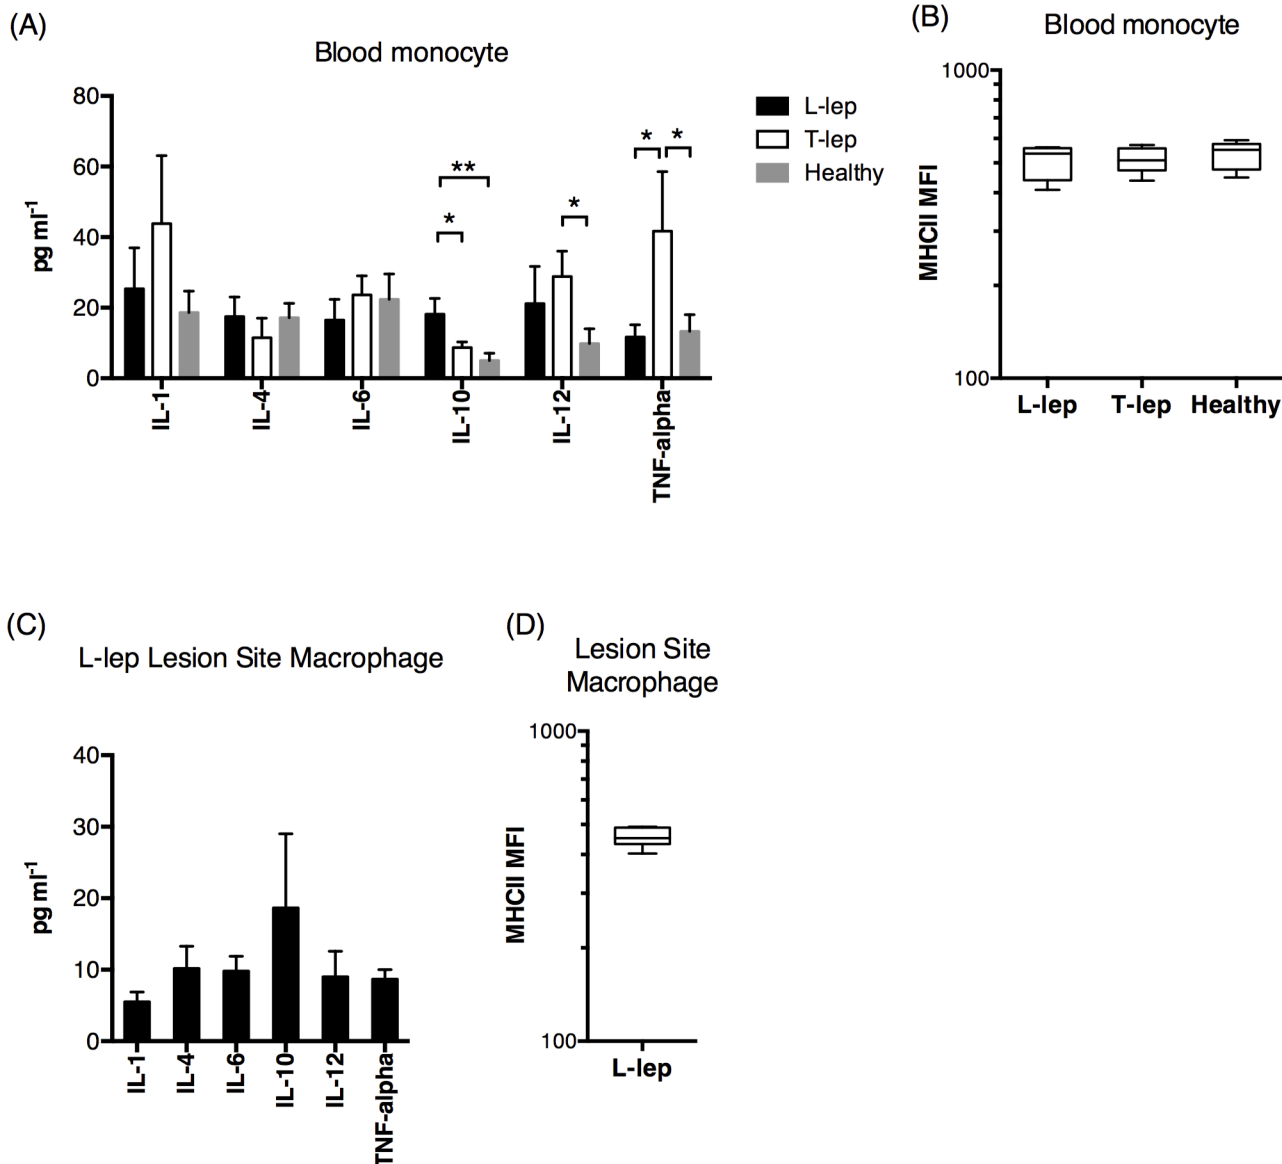 (A)
Blood monocyte
80
60
40
20
0
pg ml-1
* *
**
*
*
L-lep
T-lep
Healthy
IL-1
IL-4
IL-6
IL-10
IL-12
TNF-alpha
(B)
Blood monocyte
1000
100
MHCII MFI
L-lep T-lep Healthy
(C)
L-lep Lesion Site Macrophage
40
30
20
10
0
pg ml-1
IL-1
IL-4
IL-6
IL-10
IL-12
TNF-alpha
(D)
Lesion Site
Macrophage
1000
100
MHCII MFI
L-lep